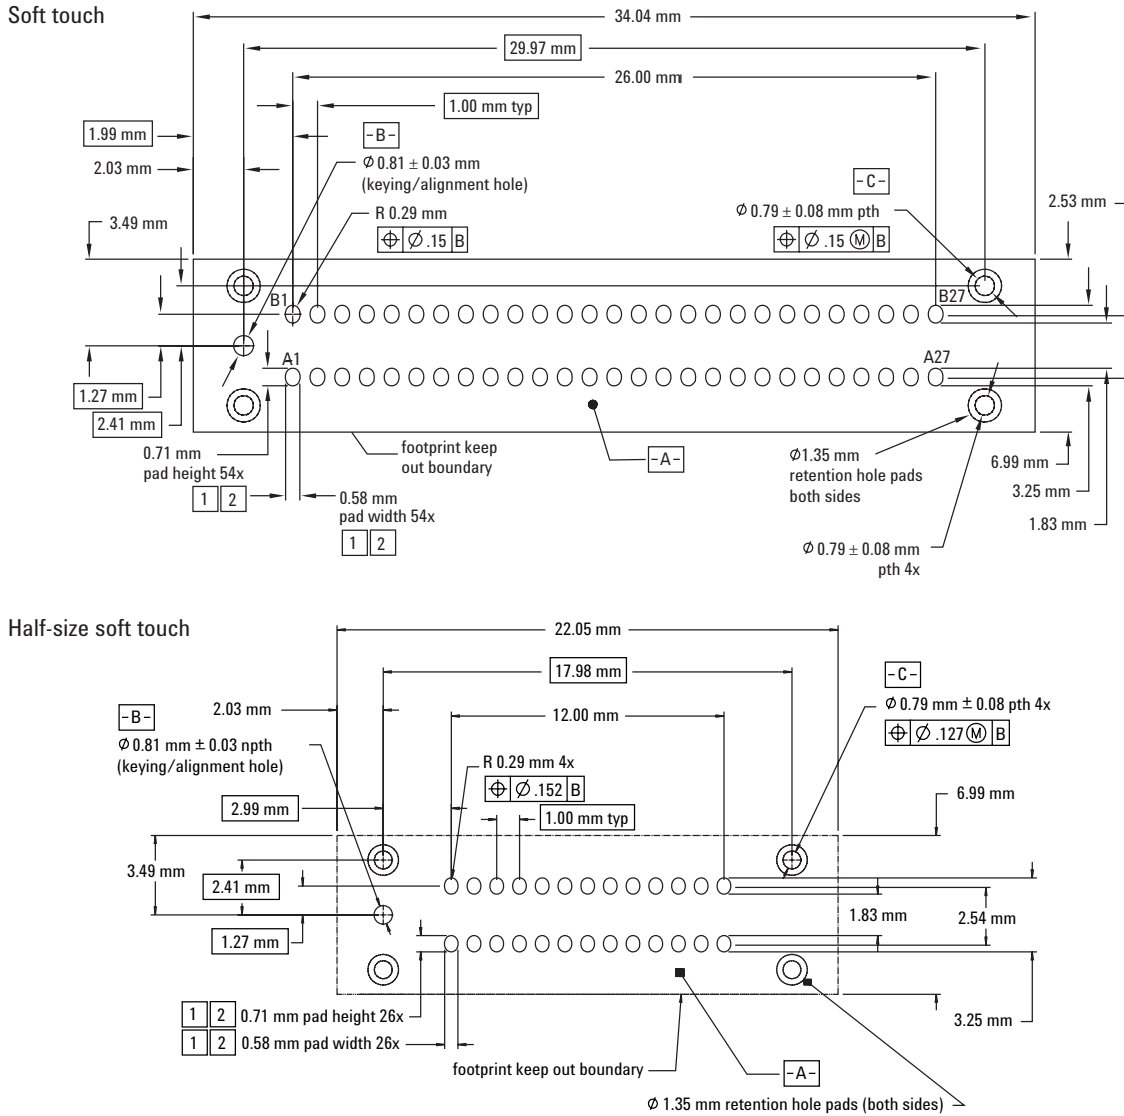 Soft touch
34.04 mm
29.97 mm
26.00 mm
1.00 mm typ
1.99 mm
-B-
2.03 mm
Ø 0.81 ± 0.03 mm
(keying/alignment hole)
-C-
2.53 mm
3.49 mm
R 0.29 mm
⌖ Ø .15 B
Ø 0.79 ± 0.08 mm pth
⌖ Ø .15 Ⓜ B
B1
B27
A1
A27
1.27 mm
2.41 mm
0.71 mm
pad height 54x
1 2
footprint keep
out boundary
-A-
Ø1.35 mm
retention hole pads
both sides
6.99 mm
3.25 mm
1.83 mm
0.58 mm
pad width 54x
1 2
Ø 0.79 ± 0.08 mm
pth 4x
Half-size soft touch
22.05 mm
17.98 mm
-C-
2.03 mm
12.00 mm
Ø 0.79 mm ± 0.08 pth 4x
⌖ Ø .127 Ⓜ B
-B-
Ø 0.81 mm ± 0.03 npth
(keying/alignment hole)
R 0.29 mm 4x
⌖ Ø .152 B
2.99 mm
1.00 mm typ
6.99 mm
3.49 mm
2.41 mm
1.83 mm
2.54 mm
1.27 mm
1 2 0.71 mm pad height 26x
1 2 0.58 mm pad width 26x
3.25 mm
footprint keep out boundary
-A-
Ø 1.35 mm retention hole pads (both sides)